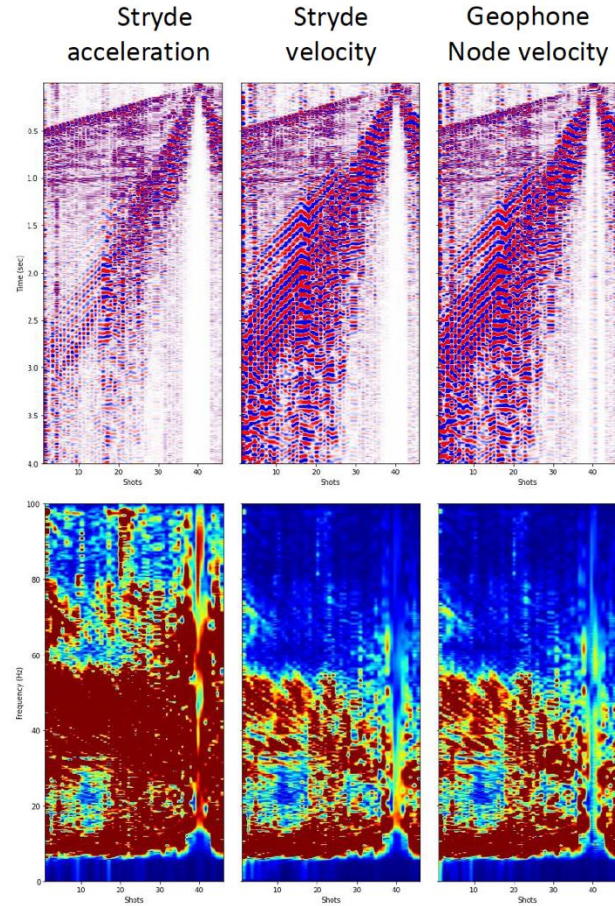 Stryde
acceleration
Stryde
velocity
Geophone
Node velocity
0.5
1.0
1.5
2.0
2.5
3.0
3.5
4.0
Time (sec)
10 20 30 40
Shots
10 20 30 40
Shots
10 20 30 40
Shots
100
80
60
40
20
0
Frequency (Hz)
10 20 30 40
Shots
10 20 30 40
Shots
10 20 30 40
Shots